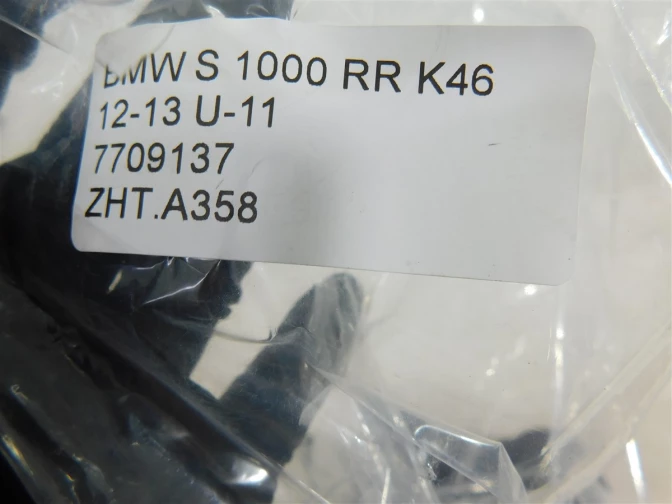 BMW S 1000 RR K46
12-13 U-11
7709137
ZHT.A358